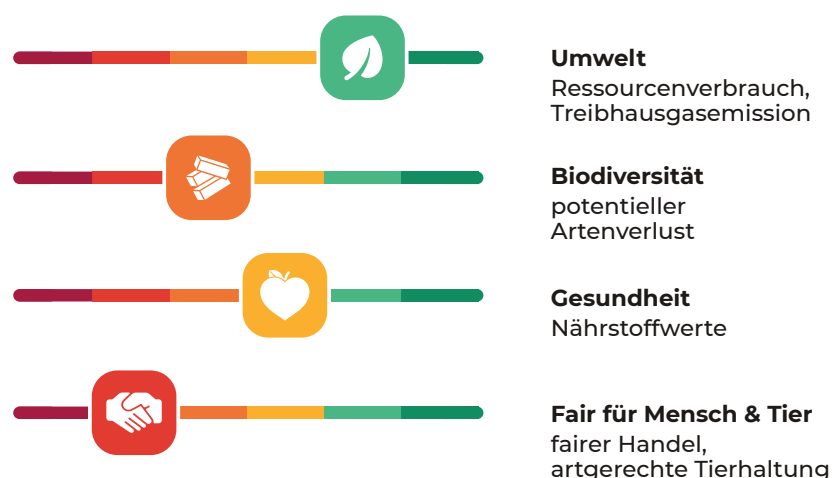 Umwelt
Ressourcenverbrauch,
Treibhausgasemission
Biodiversität
potentieller
Artenverlust
Gesundheit
Nährstoffwerte
Fair für Mensch & Tier
fairer Handel,
artgerechte Tierhaltung